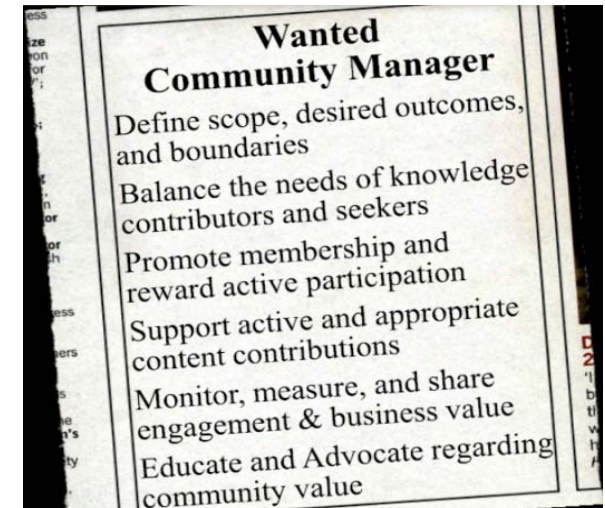 Wanted
Community Manager
Define scope, desired outcomes,
and boundaries
Balance the needs of knowledge
contributors and seekers
Promote membership and
reward active participation
Support active and appropriate
content contributions
Monitor, measure, and share
engagement & business value
Educate and Advocate regarding
community value